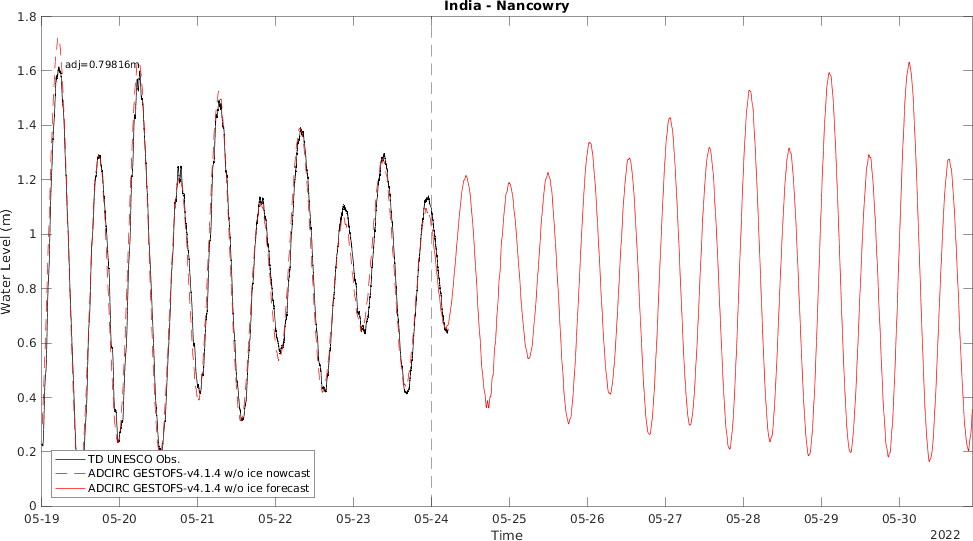 India - Nancowry
1.8
1.6
1.4
1.2
1
0.8
0.6
0.4
0.2
0
Water Level (m)
adj=0.79816m
TD UNESCO Obs.
ADCIRC GESTOFS-v4.1.4 w/o ice nowcast
ADCIRC GESTOFS-v4.1.4 w/o ice forecast
05-19 05-20 05-21 05-22 05-23 05-24 05-25 05-26 05-27 05-28 05-29 05-30
Time
2022